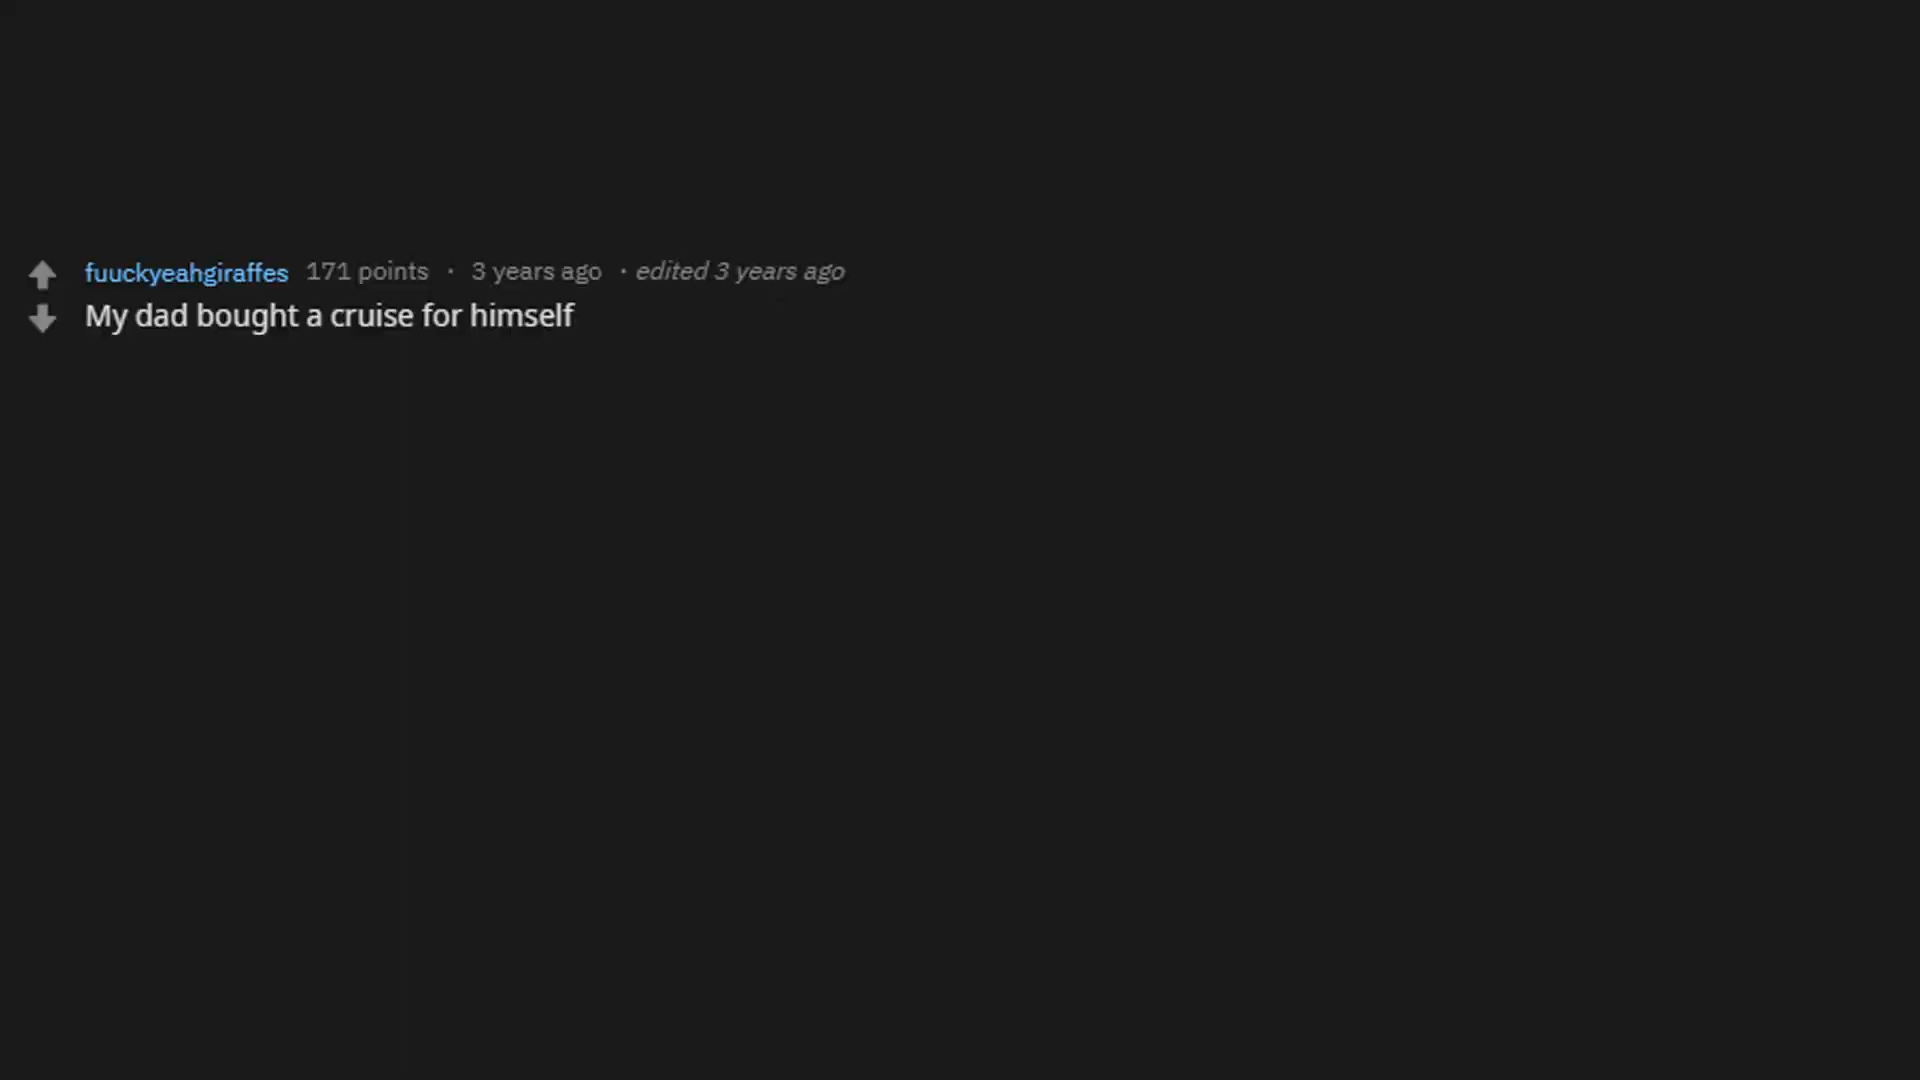 fuuckyeahgiraffes 171 points · 3 years ago · edited 3 years ago
My dad bought a cruise for himself